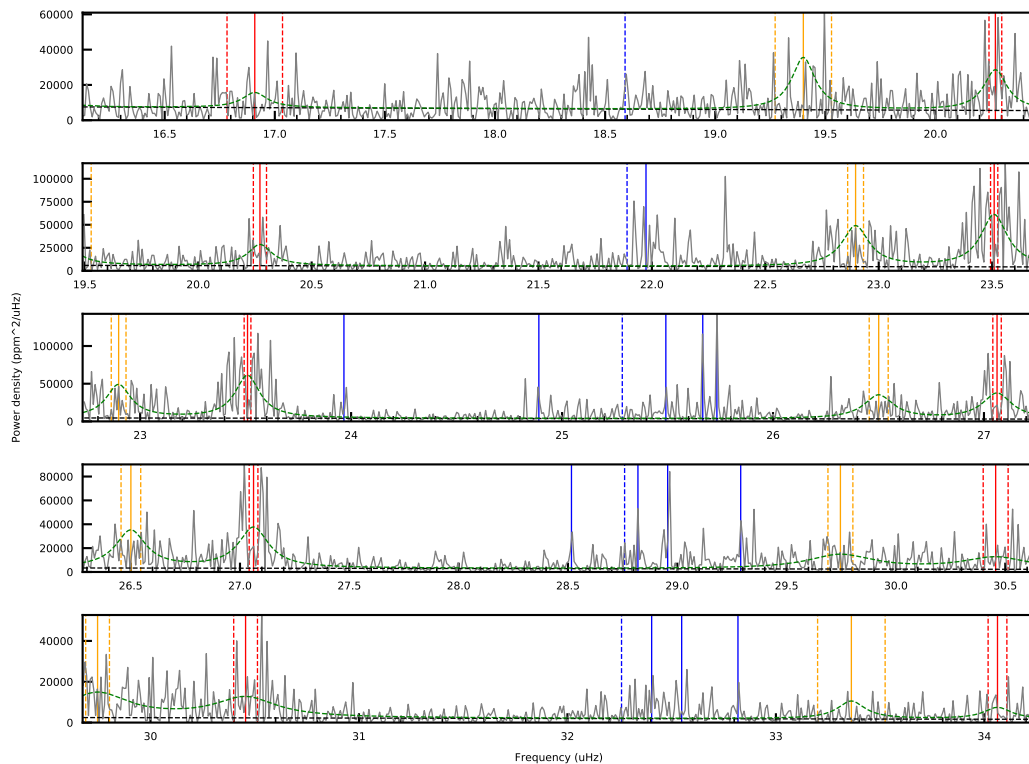 60000
40000
20000
0
16.5 17.0 17.5 18.0 18.5 19.0 19.5 20.0
100000
75000
50000
25000
0
19.5 20.0 20.5 21.0 21.5 22.0 22.5 23.0 23.5
Power density (ppm^2/uHz)
100000
50000
0
23 24 25 26 27
80000
60000
40000
20000
0
26.5 27.0 27.5 28.0 28.5 29.0 29.5 30.0 30.5
40000
20000
0
30 31 32 33 34
Frequency (uHz)